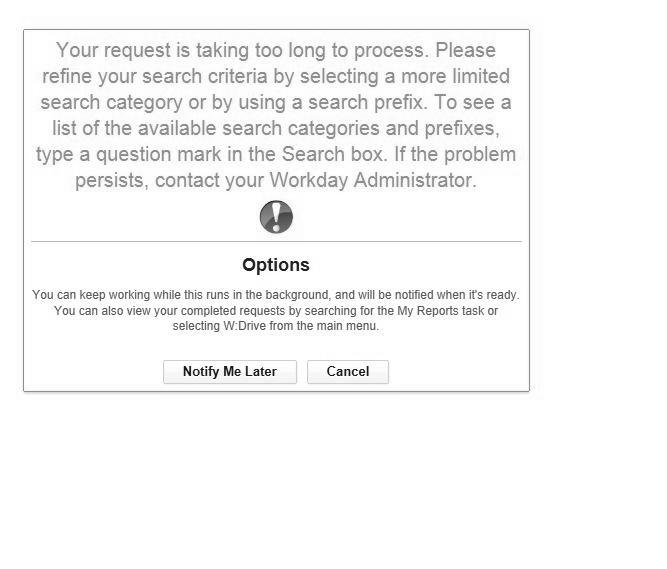 Your request is taking too long to process. Please
refine your search criteria by selecting a more limited
search category or by using a search prefix. To see a
list of the available search categories and prefixes,
type a question mark in the Search box. If the problem
persists, contact your Workday Administrator.
Options
You can keep working while this runs in the background, and will be notified when it's ready.
You can also view your completed requests by searching for the My Reports task or
selecting W:Drive from the main menu.
Notify Me Later Cancel